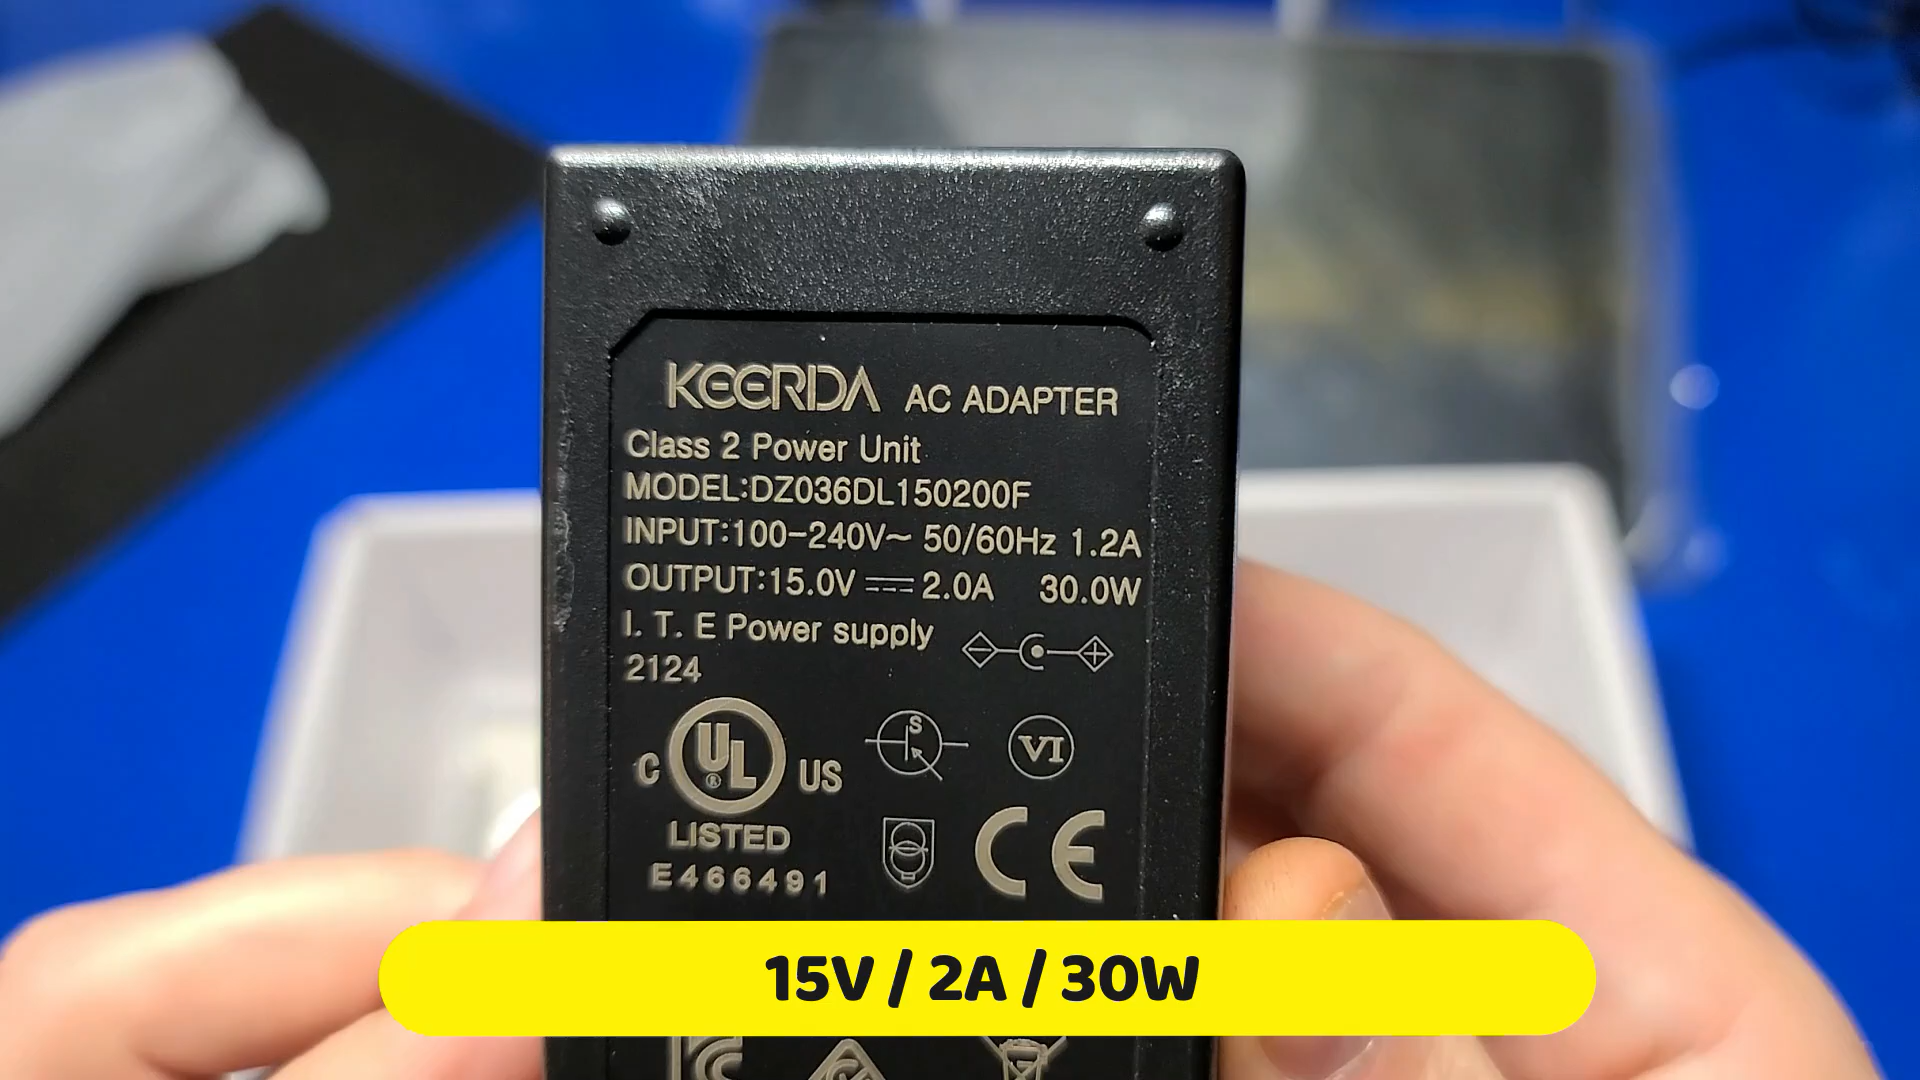 KEERDA AC ADAPTER
Class 2 Power Unit
MODEL:DZ036DL150200F
INPUT:100-240V~ 50/60Hz 1.2A
OUTPUT:15.0V⎓2.0A 30.0W
I. T. E Power supply
2124
S
C UL® US
VI
LISTED
CE
E466491
15V / 2A / 30W